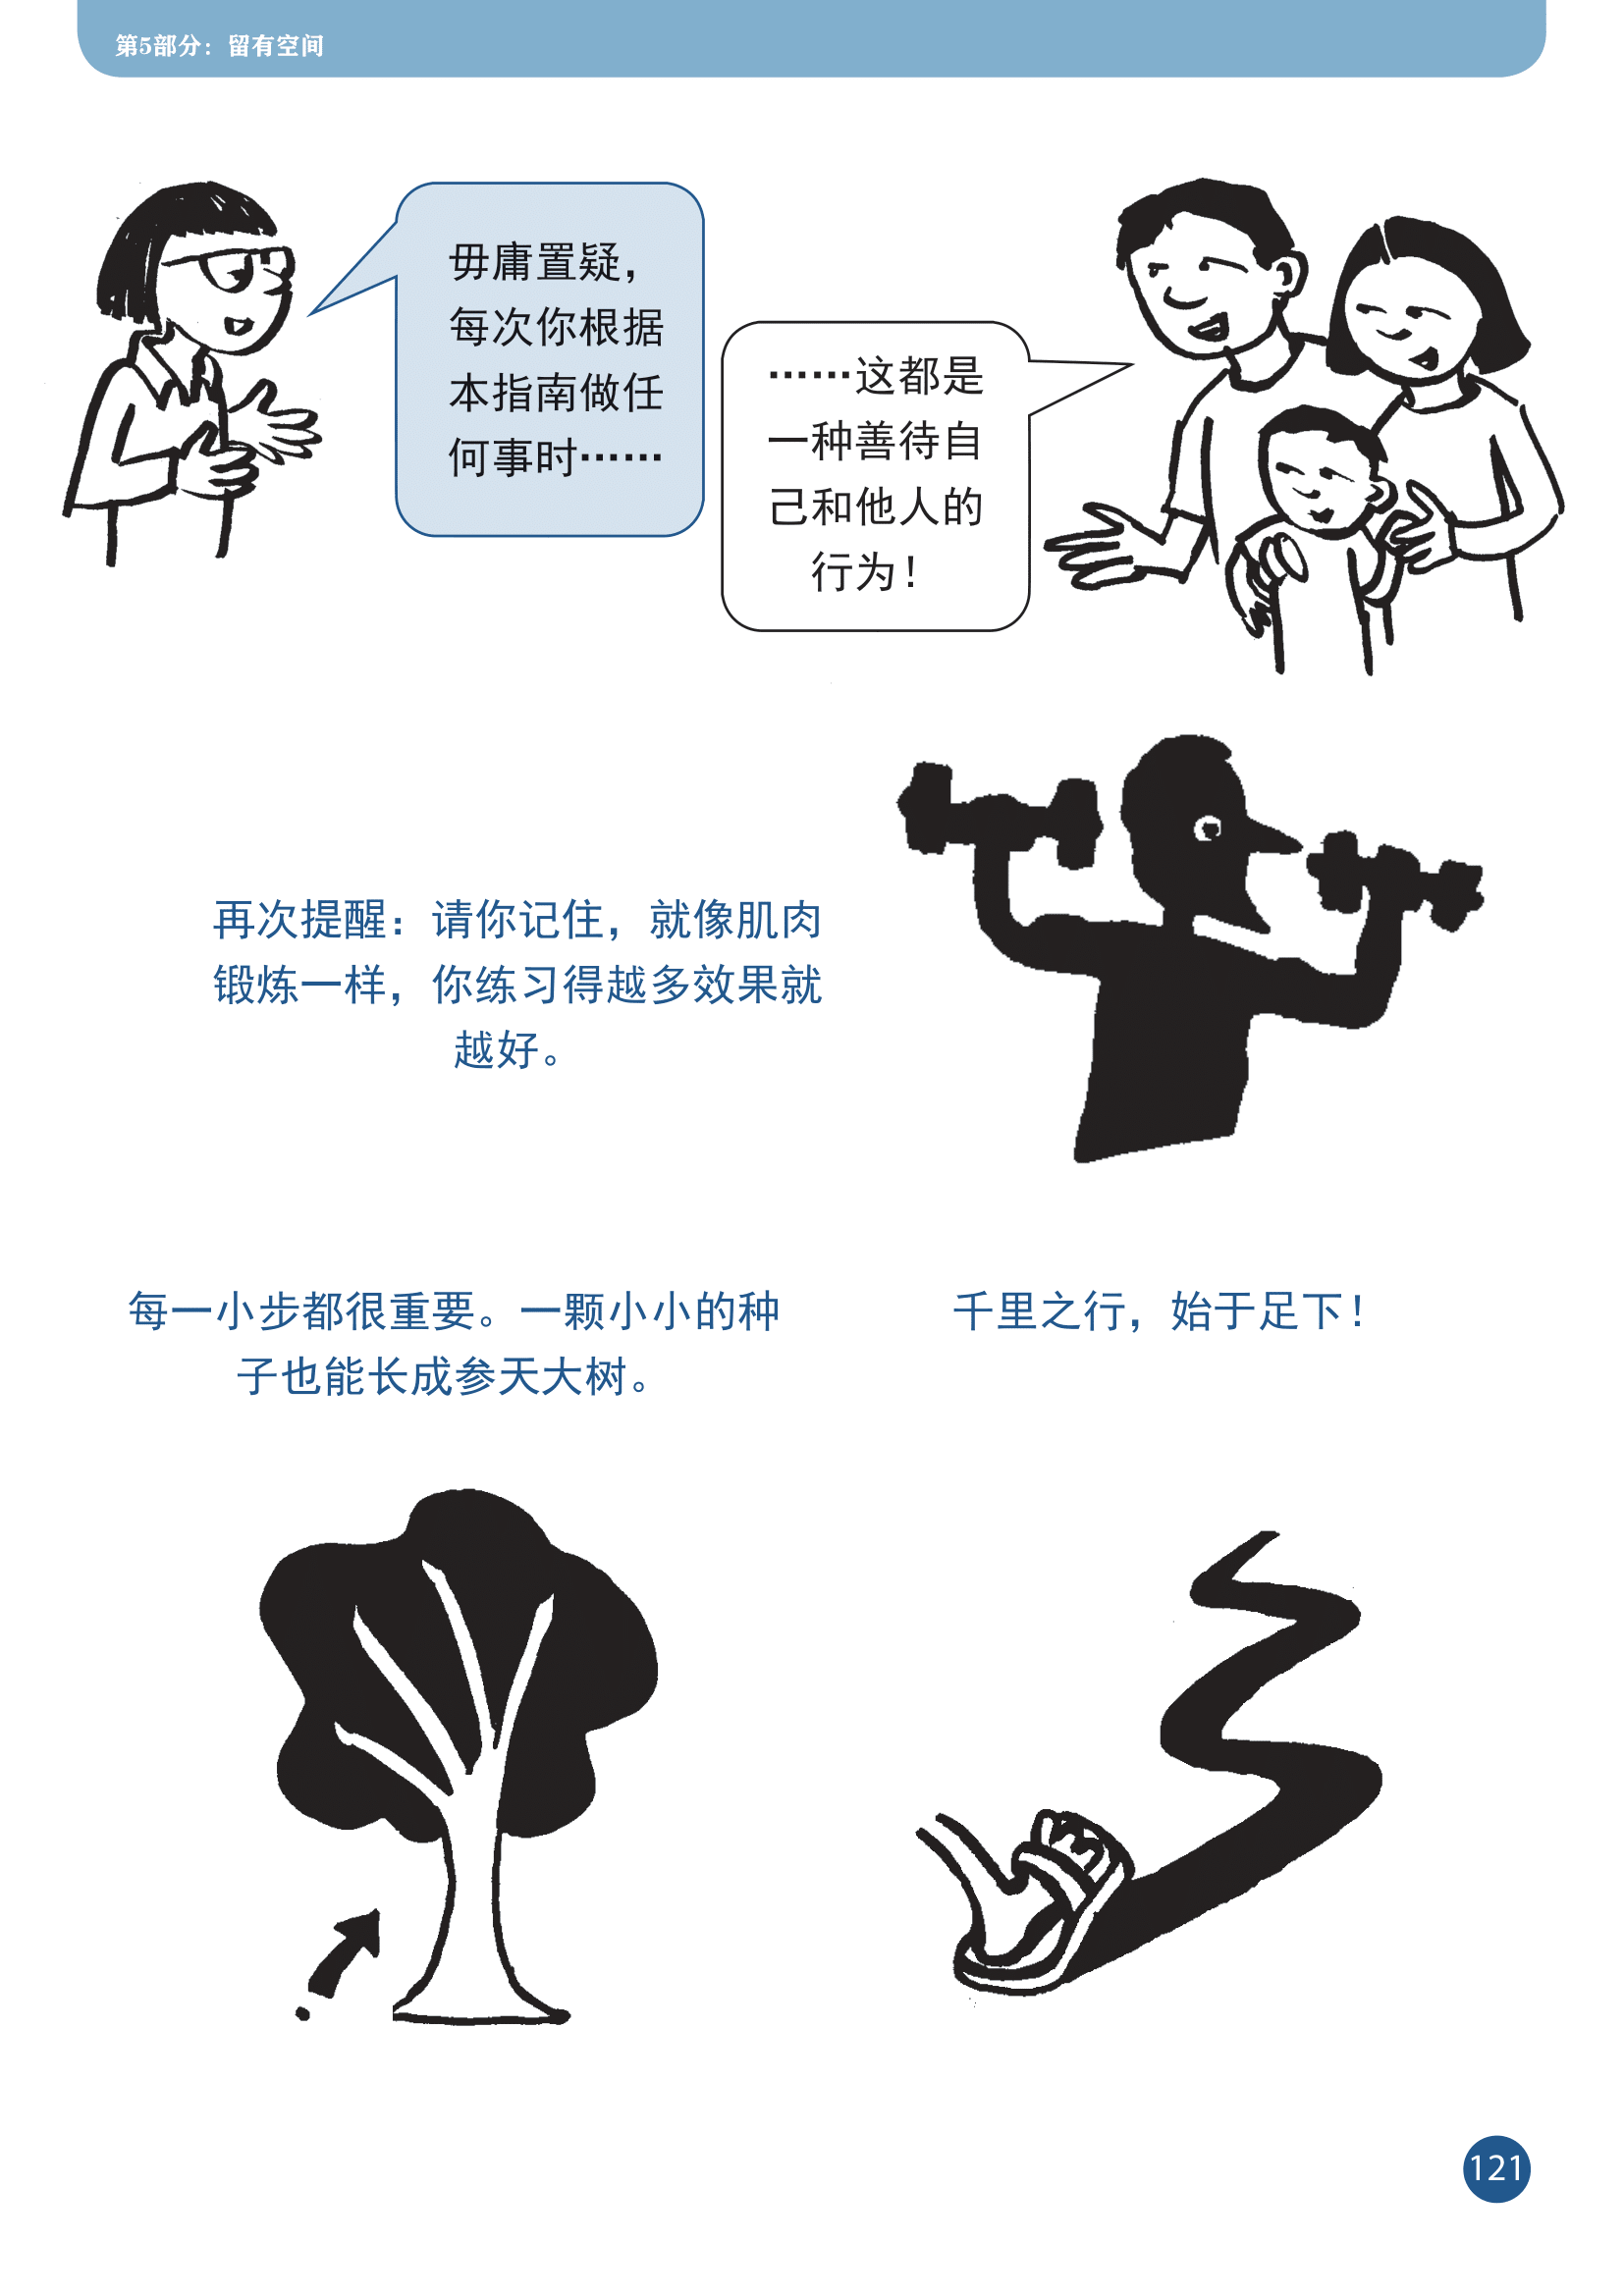 第5部分：留有空间
毋庸置疑，
每次你根据
本指南做任
何事时……
……这都是
一种善待自
己和他人的
行为！
再次提醒：请你记住，就像肌肉
锻炼一样，你练习得越多效果就
越好。
每一小步都很重要。一颗小小的种
子也能长成参天大树。
千里之行，始于足下！
121